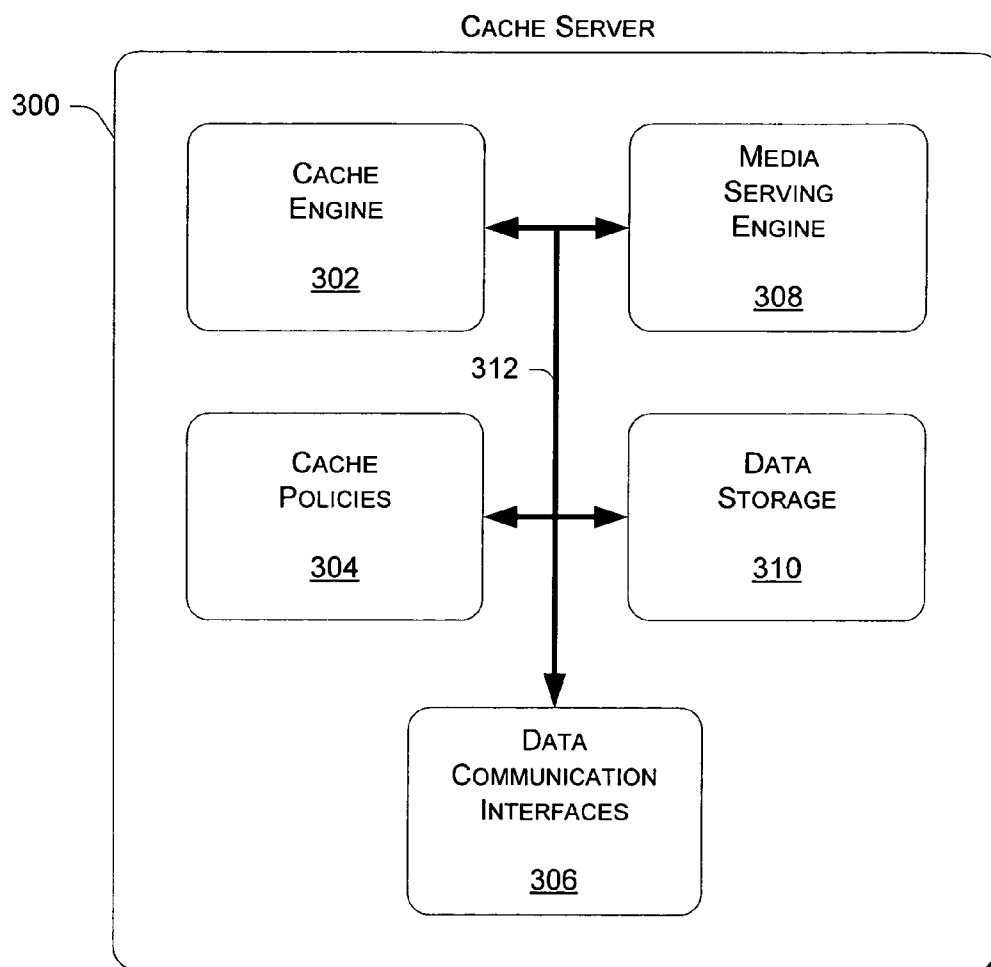 CACHE SERVER
300
CACHE
ENGINE
302
MEDIA
SERVING
ENGINE
308
312
CACHE
POLICIES
304
DATA
STORAGE
310
DATA
COMMUNICATION
INTERFACES
306